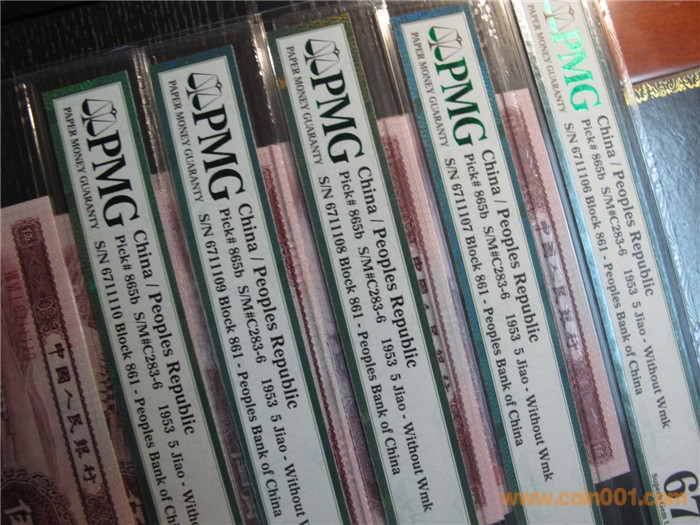 PMG
PAPER MONEY GUARANTY
China / Peoples Republic
Pick# 865b S/M#C283-6 1953 5 Jiao - Without Wmk
S/N 6711110 Block 861 - Peoples Bank of China
PMG
PAPER MONEY GUARANTY
China / Peoples Republic
Pick# 865b S/M#C283-6 1953 5 Jiao - Without Wmk
S/N 6711109 Block 861 - Peoples Bank of China
PMG
PAPER MONEY GUARANTY
China / Peoples Republic
Pick# 865b S/M#C283-6 1953 5 Jiao - Without Wmk
S/N 6711108 Block 861 - Peoples Bank of China
PMG
PAPER MONEY GUARANTY
China / Peoples Republic
Pick# 865b S/M#C283-6 1953 5 Jiao - Without Wmk
S/N 6711107 Block 861 - Peoples Bank of China
PMG
PAPER MONEY GUARANTY
China / Peoples Republic
Pick# 865b S/M#C283-6 1953 5 Jiao - Without Wmk
S/N 6711106 Block 861 - Peoples Bank of China
67
中國人民銀行
伍
www.coin001.com